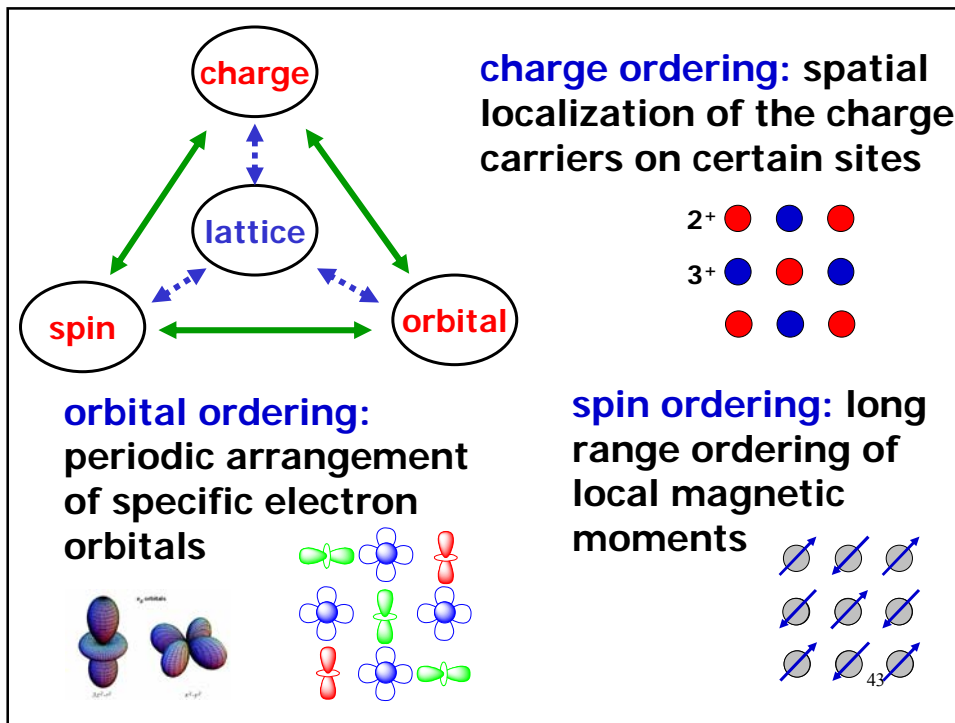 charge
lattice
spin
orbital
charge ordering: spatial
localization of the charge
carriers on certain sites
2+
3+
orbital ordering:
periodic arrangement
of specific electron
orbitals
spin ordering: long
range ordering of
local magnetic
moments
orbitals
43